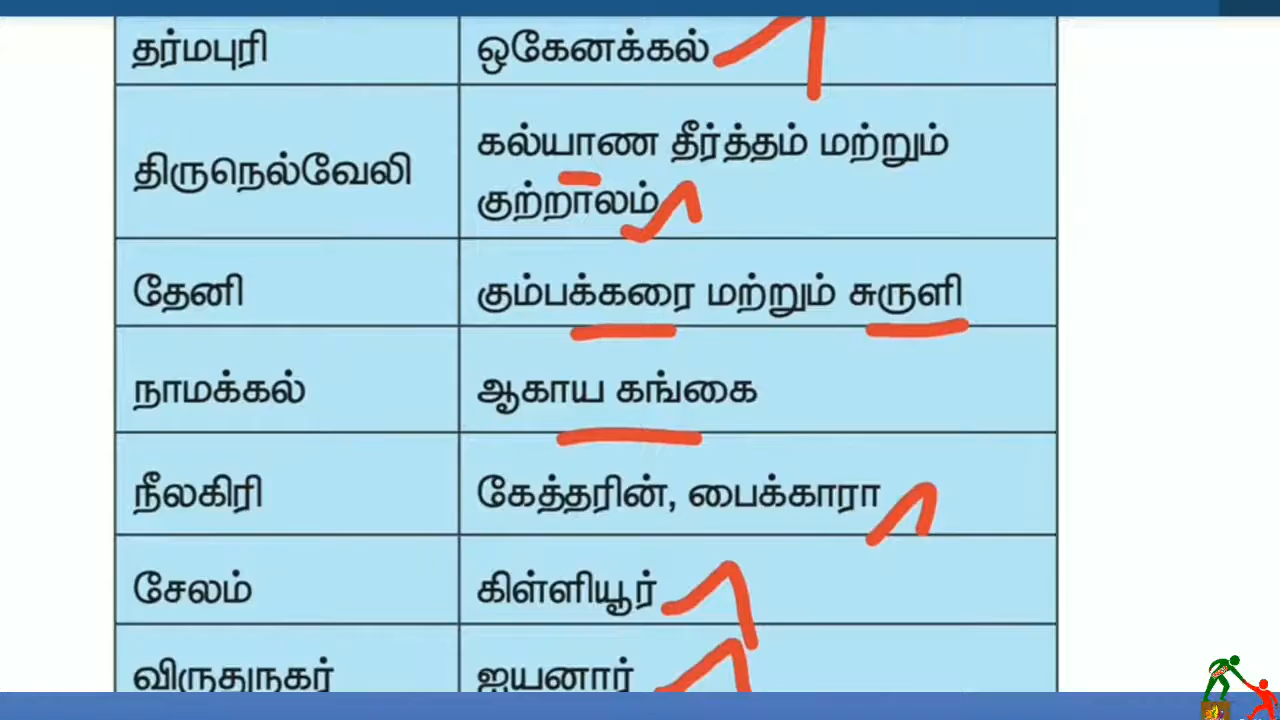 தர்மபுரி ஒகேனக்கல்
திருநெல்வேலி கல்யாண தீர்த்தம் மற்றும்
குற்றாலம்
தேனி கும்பக்கரை மற்றும் சுருளி
நாமக்கல் ஆகாய கங்கை
நீலகிரி கேத்தரின், பைக்காரா
சேலம் கிள்ளியூர்
விருதுநகர் ஐயனார்